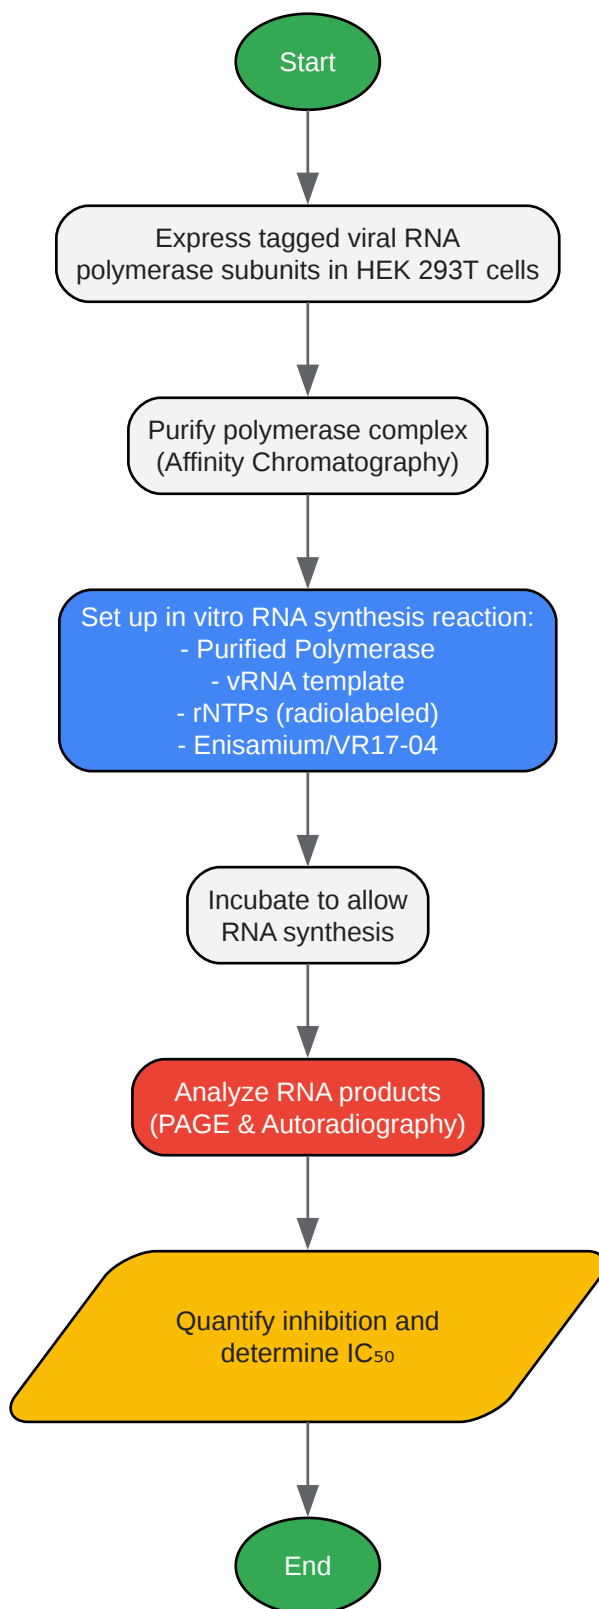 Start
Express tagged viral RNA
polymerase subunits in HEK 293T cells
Purify polymerase complex
(Affinity Chromatography)
Set up in vitro RNA synthesis reaction:
- Purified Polymerase
- vRNA template
- rNTPs (radiolabeled)
- Enisamium/VR17-04
Incubate to allow
RNA synthesis
Analyze RNA products
(PAGE & Autoradiography)
Quantify inhibition and
determine IC₅₀
End